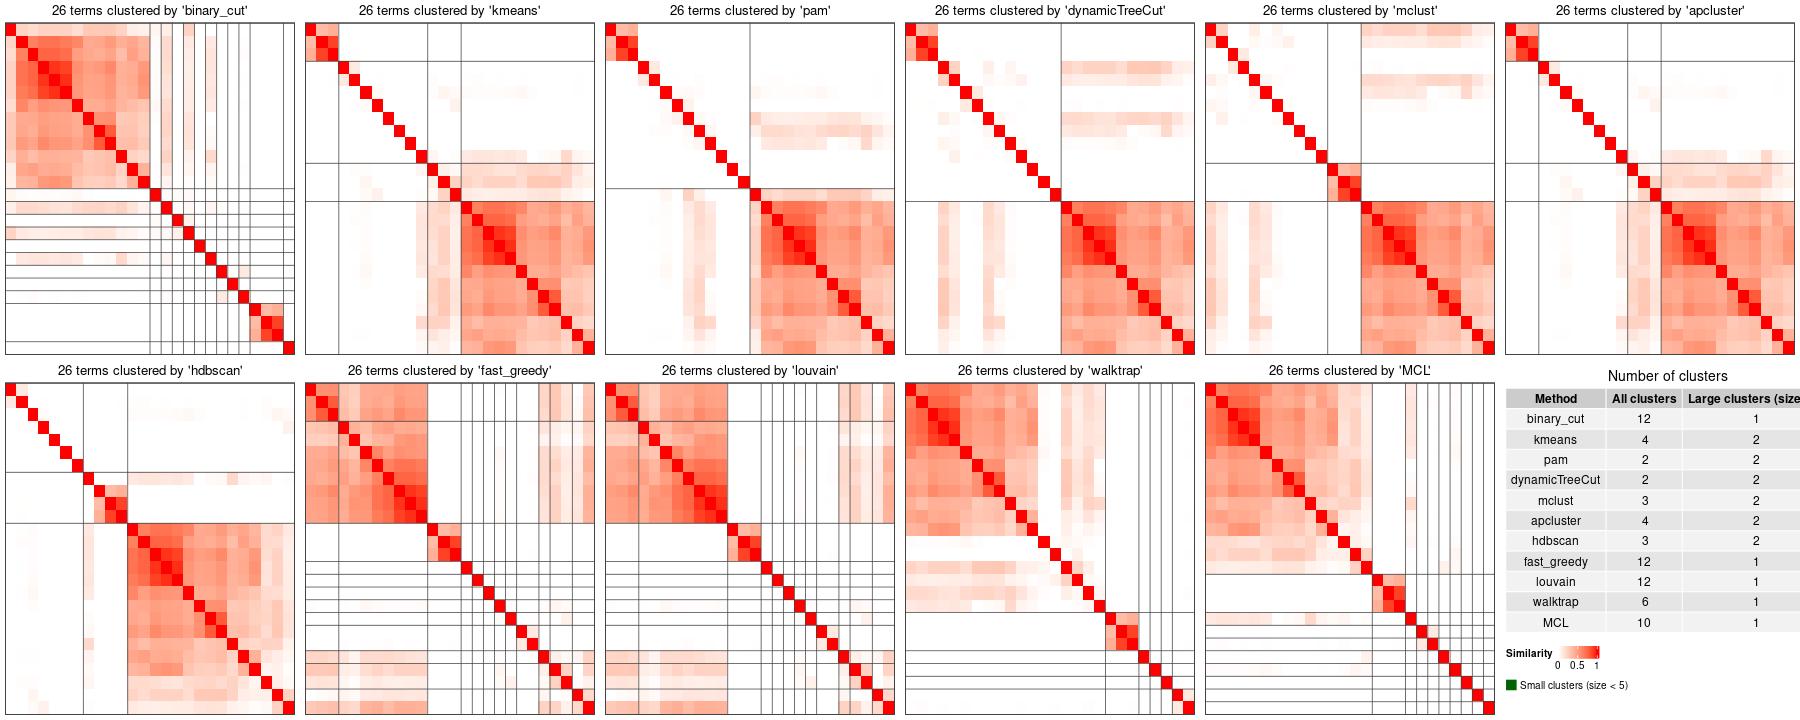 26 terms clustered by 'binary_cut'
26 terms clustered by 'kmeans'
26 terms clustered by 'pam'
26 terms clustered by 'dynamicTreeCut'
26 terms clustered by 'mclust'
26 terms clustered by 'apcluster'
26 terms clustered by 'hdbscan'
26 terms clustered by 'fast_greedy'
26 terms clustered by 'louvain'
26 terms clustered by 'walktrap'
26 terms clustered by 'MCL'
Number of clusters
Method All clusters Large clusters (size
binary_cut 12 1
kmeans 4 2
pam 2 2
dynamicTreeCut 2 2
mclust 3 2
apcluster 4 2
hdbscan 3 2
fast_greedy 12 1
louvain 12 1
walktrap 6 1
MCL 10 1
Similarity
0 0.5 1
Small clusters (size < 5)